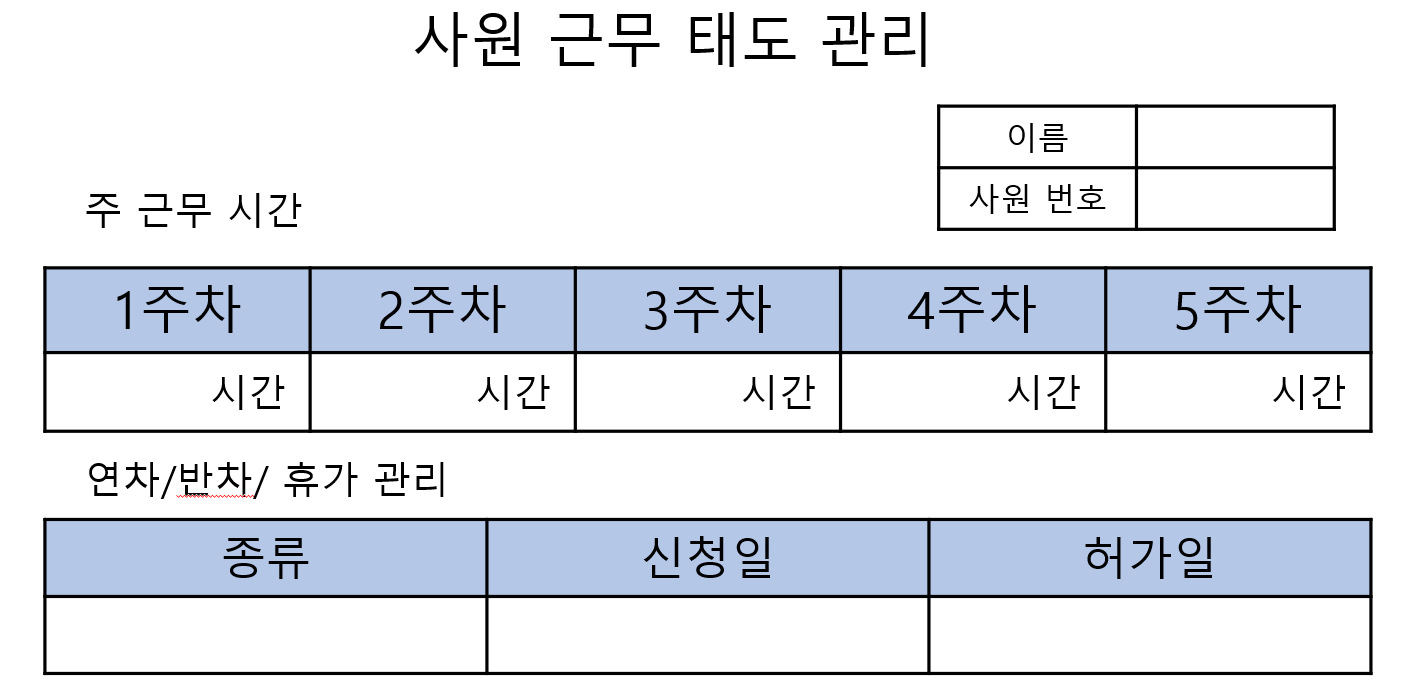 사원 근무 태도 관리
이름
사원 번호
주 근무 시간
1주차 2주차 3주차 4주차 5주차
시간 시간 시간 시간 시간
연차/반차/ 휴가 관리
종류 신청일 허가일